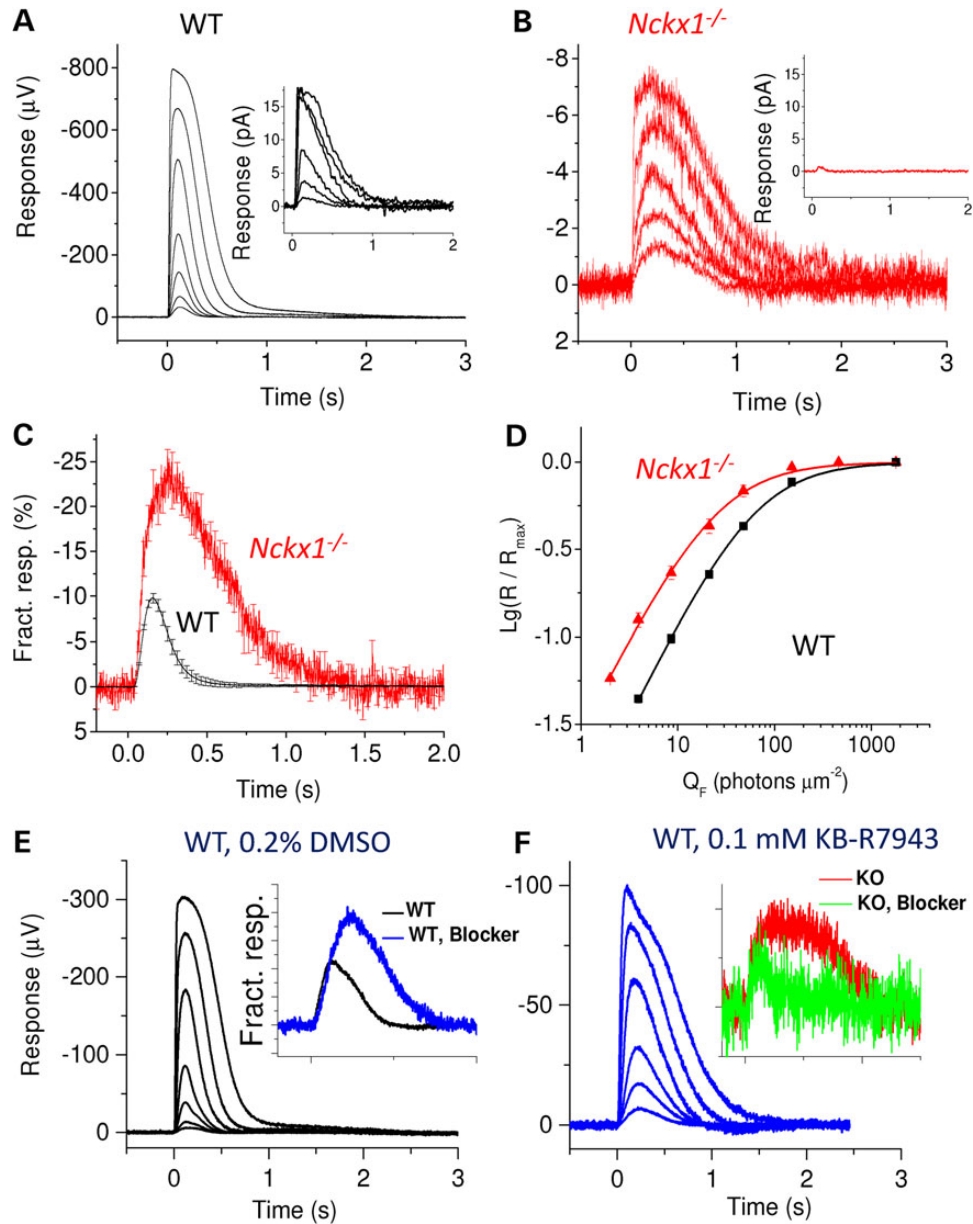 A
WT
Response (μV)
-800
-600
-400
-200
0
0
1
2
3
Time (s)
Response (pA)
15
10
5
0
0
1
2
B
Nckx1-/-
-8
-6
-4
-2
0
2
0
1
2
3
Time (s)
Response (pA)
15
10
5
0
0
1
2
C
Fract. resp. (%)
-25
-20
-15
-10
-5
0
5
Nckx1-/-
WT
0.0
0.5
1.0
1.5
2.0
Time (s)
D
Lg(R / Rmax)
0.0
-0.5
-1.0
-1.5
Nckx1-/-
WT
1
10
100
1000
QF (photons μm-2)
E
WT, 0.2% DMSO
Response (μV)
-300
-200
-100
0
Fract. resp.
WT
WT, Blocker
0
1
2
3
Time (s)
F
WT, 0.1 mM KB-R7943
-100
-50
0
KO
KO, Blocker
0
1
2
3
Time (s)